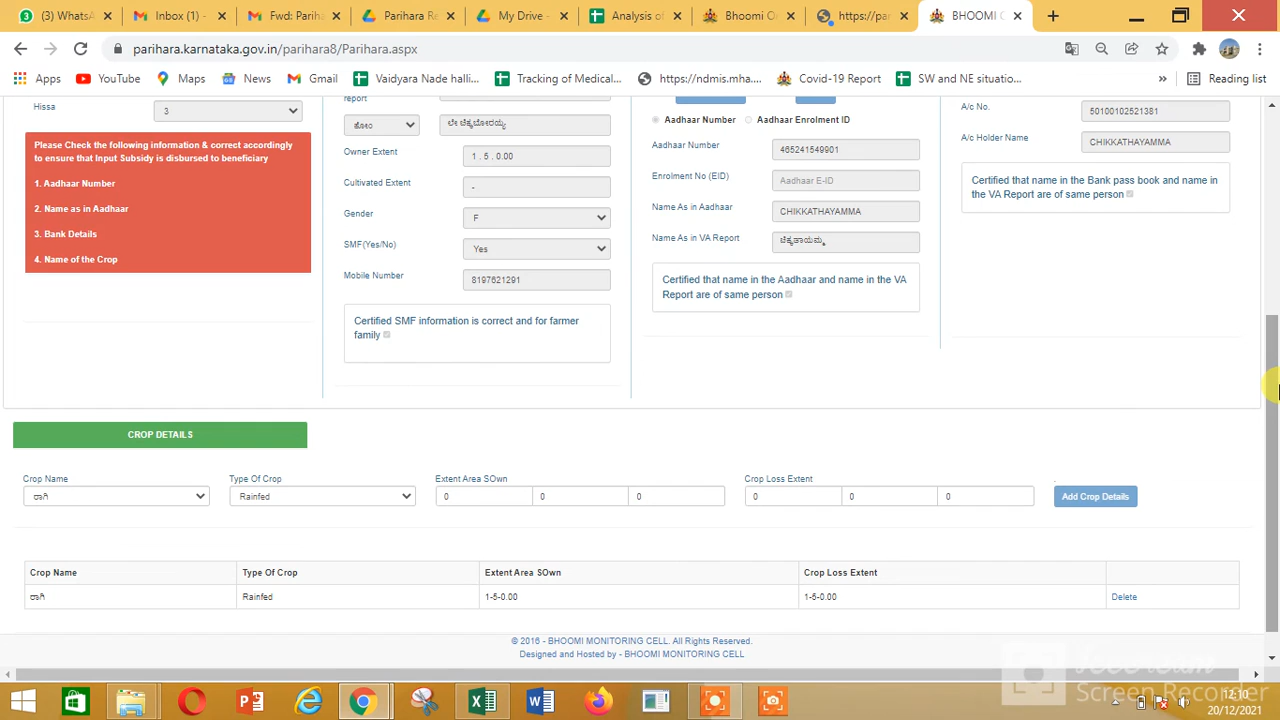 (3) WhatsA
Inbox (1) -
Fwd: Pariha
Parihara Re
My Drive -
Analysis of
Bhoomi On
https://par
BHOOMI C
parihara.karnataka.gov.in/parihara8/Parihara.aspx
Apps
YouTube
Maps
News
Gmail
Vaidyara Nade halli...
Tracking of Medical...
https://ndmis.mha....
Covid-19 Report
SW and NE situatio...
»
Reading list
Hissa
3
Please Check the following information & correct accordingly
to ensure that Input Subsidy is disbursed to beneficiary
1. Aadhaar Number
2. Name as in Aadhaar
3. Bank Details
4. Name of the Crop
report
ಕೋಂ
ಲೇ ಚಿಕ್ಕಬೋರಯ್ಯ
Owner Extent
1 . 5 . 0.00
Cultivated Extent
-
Gender
F
SMF(Yes/No)
Yes
Mobile Number
8197621291
Certified SMF information is correct and for farmer
family
Aadhaar Number
Aadhaar Enrolment ID
Aadhaar Number
465241549901
Enrolment No (EID)
Aadhaar E-ID
Name As in Aadhaar
CHIKKATHAYAMMA
Name As in VA Report
ಚಿಕ್ಕತಾಯಮ್ಮ
Certified that name in the Aadhaar and name in the VA
Report are of same person
A/c No.
50100102521381
A/c Holder Name
CHIKKATHAYAMMA
Certified that name in the Bank pass book and name in
the VA Report are of same person
CROP DETAILS
Crop Name
Type Of Crop
Extent Area SOwn
Crop Loss Extent
.
ರಾಗಿ
Rainfed
0
0
0
0
0
0
Add Crop Details
Crop Name
Type Of Crop
Extent Area SOwn
Crop Loss Extent
ರಾಗಿ
Rainfed
1-5-0.00
1-5-0.00
Delete
© 2016 - BHOOMI MONITORING CELL. All Rights Reserved.
Designed and Hosted by - BHOOMI MONITORING CELL
Icecream
Screen Recorder
12:10
20/12/2021